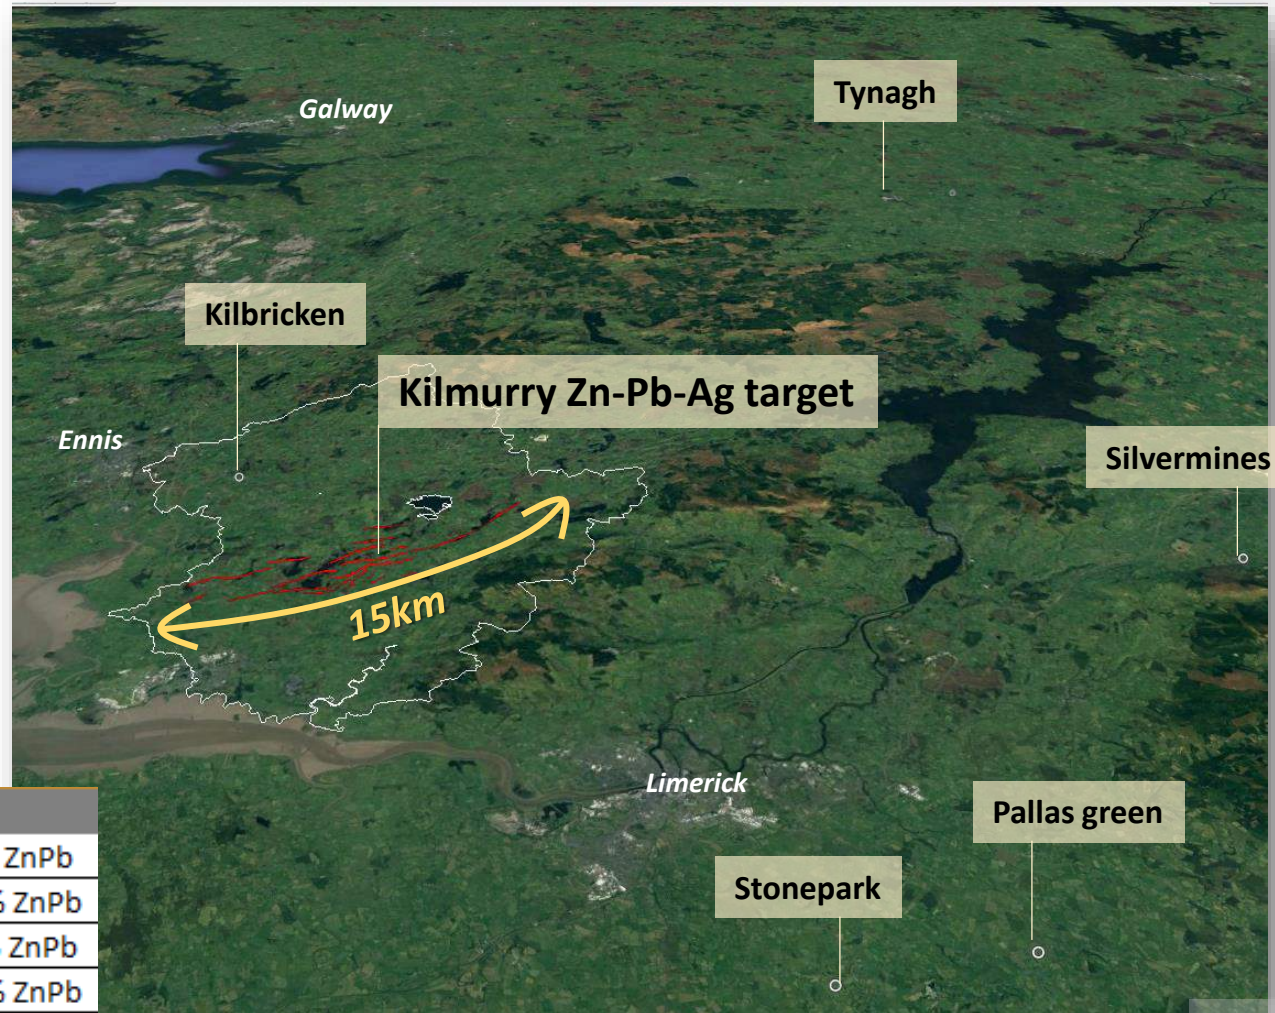 Galway
Tynagh
Kilbricken
Kilmurry Zn-Pb-Ag target
Ennis
Silvermines
15km
Limerick
Pallas green
Stonepark
ZnPb
% ZnPb
ZnPb
% ZnPb